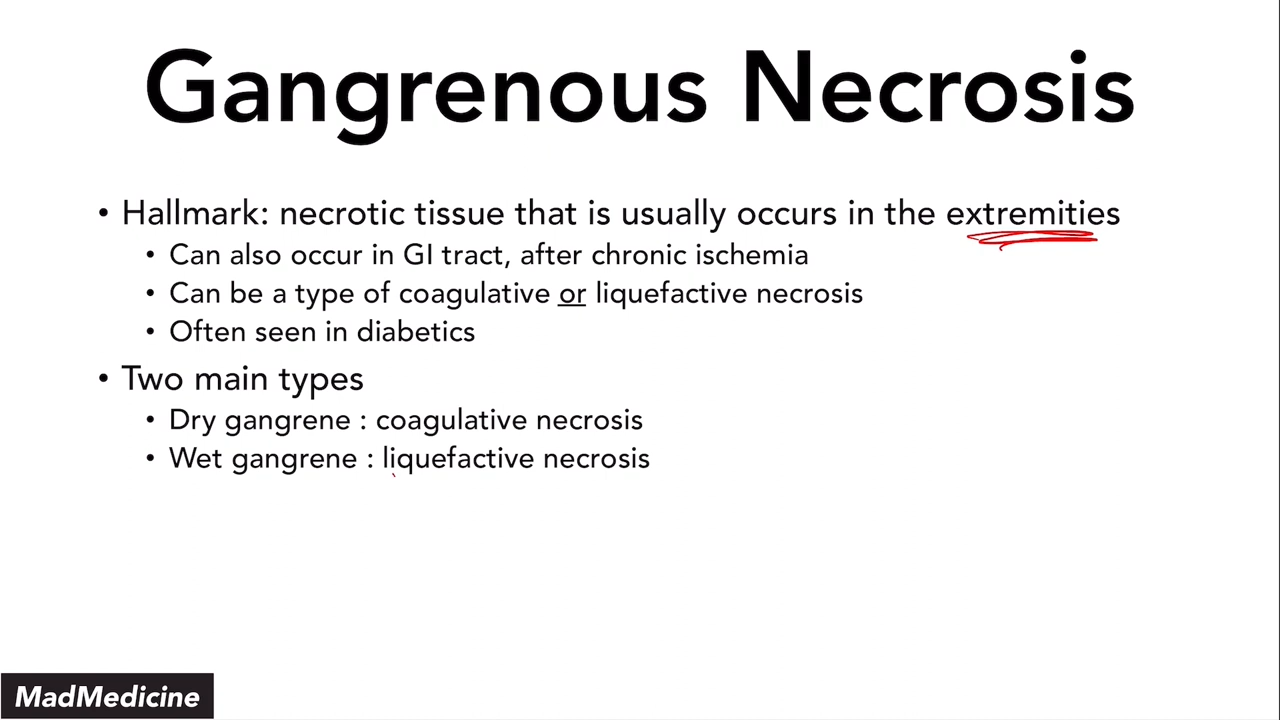 Gangrenous Necrosis
• Hallmark: necrotic tissue that is usually occurs in the extremities
• Can also occur in GI tract, after chronic ischemia
• Can be a type of coagulative or liquefactive necrosis
• Often seen in diabetics
• Two main types
• Dry gangrene : coagulative necrosis
• Wet gangrene : liquefactive necrosis
MadMedicine